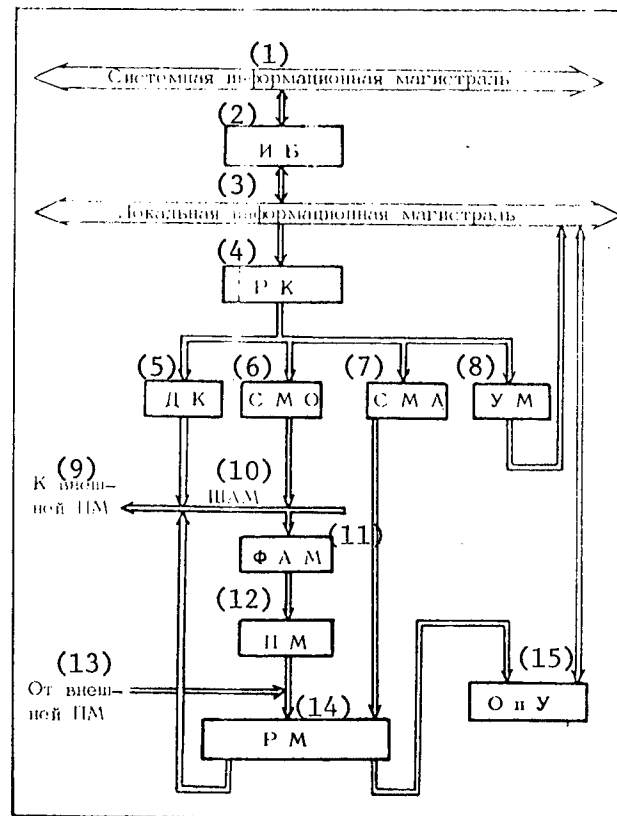 (1)
Системная информационная магистраль
(2)
И Б
(3)
Локальная информационная магистраль
(4)
Р К
(5) (6) (7) (8)
Д К С М О С М А У М
(9) (10)
К внеш- ШАМ
ней ПМ
(11)
Ф А М
(12)
П М
(13)
От внеш-
ней ПМ
(15)
О п У
(14)
Р М